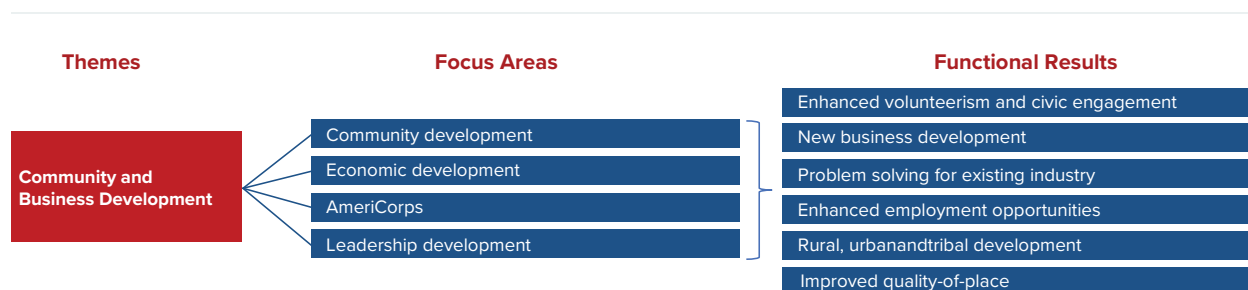 Themes
Focus Areas
Functional Results
Community and
Business Development
Community development
Economic development
AmeriCorps
Leadership development
Enhanced volunteerism and civic engagement
New business development
Problem solving for existing industry
Enhanced employment opportunities
Rural, urbanandtribal development
Improved quality-of-place